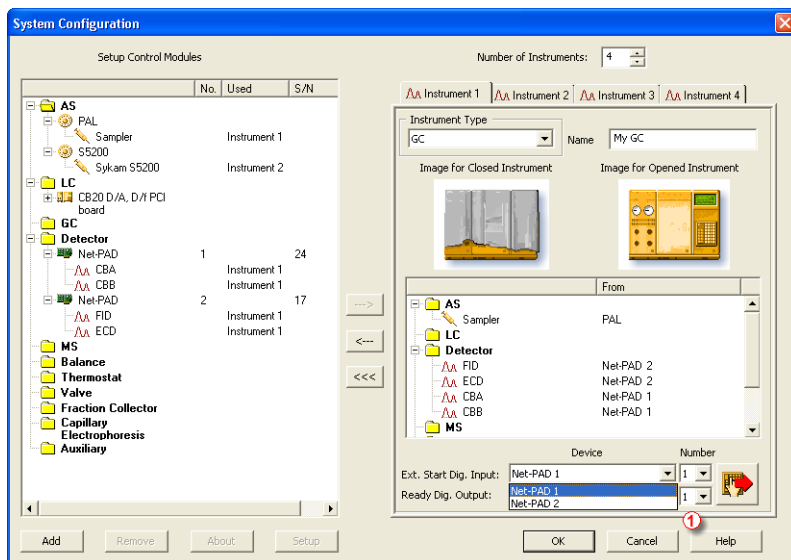 System Configuration
Setup Control Modules
Number of Instruments: 4
No. Used S/N
AS
PAL
Sampler Instrument 1
S5200
Sykam S5200 Instrument 2
LC
CB20 D/A, D/f PCI
board
GC
Detector
Net-PAD 1 24
CBA Instrument 1
CBB Instrument 1
Net-PAD 2 17
FID Instrument 1
ECD Instrument 1
MS
Balance
Thermostat
Valve
Fraction Collector
Capillary
Electrophoresis
Auxiliary
Add Remove About Setup
--->
<---
<<<
Instrument 1 Instrument 2 Instrument 3 Instrument 4
Instrument Type
GC Name My GC
Image for Closed Instrument Image for Opened Instrument
From
AS
Sampler PAL
LC
Detector
FID Net-PAD 2
ECD Net-PAD 2
CBA Net-PAD 1
CBB Net-PAD 1
MS
Device Number
Ext. Start Dig. Input: Net-PAD 1 1
Ready Dig. Output: Net-PAD 1 1
Net-PAD 2
1
OK Cancel Help